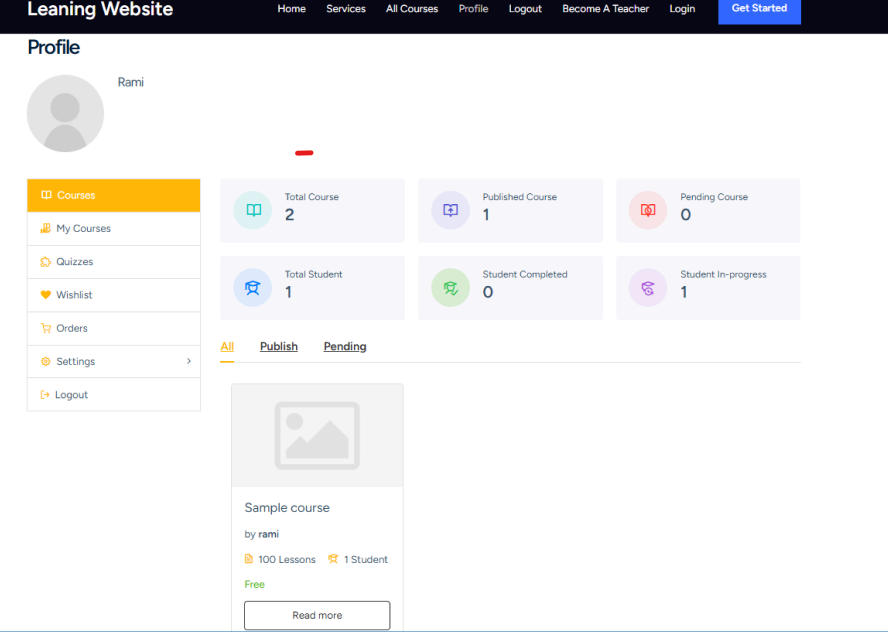 Leaning Website
Home Services All Courses Profile Logout Become A Teacher Login Get Started
Profile
Rami
Courses
My Courses
Quizzes
Wishlist
Orders
Settings
Logout
Total Course
2
Published Course
1
Pending Course
0
Total Student
1
Student Completed
0
Student In-progress
1
All Publish Pending
Sample course
by rami
100 Lessons 1 Student
Free
Read more